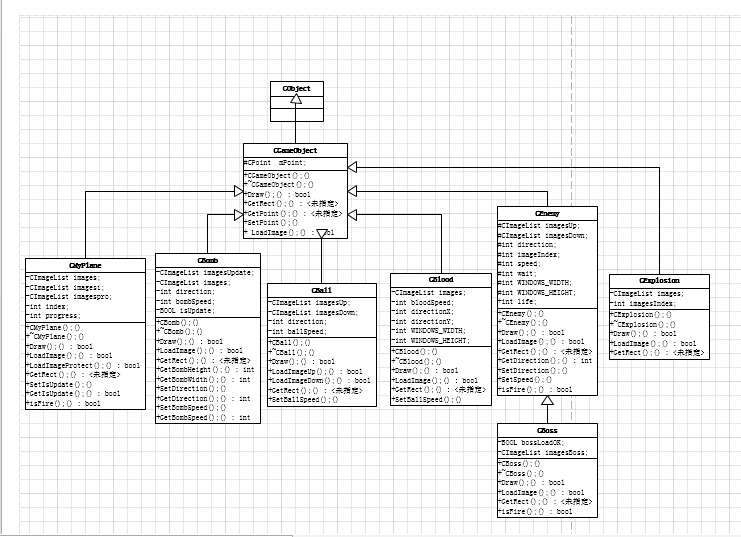 CObject
CGameObject
#CPoint mPoint;
+CGameObject();()
+~CGameObject();()
+Draw();() : bool
+GetRect();() : <未指定>
+GetPoint();() : <未指定>
+SetPoint();()
+ LoadImage();() :
CMyPlane
-CImageList images;
-CImageList images1;
-CImageList imagespro;
-int index;
-int progress;
+CMyPlane();()
+~CMyPlane();()
+Draw();() : bool
+LoadImage();() : bool
+LoadImageProtect();() : bool
+GetRect();() : <未指定>
+SetIsUpdate();()
+GetIsUpdate();() : bool
+isFire();() : bool
CBomb
-CImageList imagesUpdate;
-CImageList images;
-int direction;
-int bombSpeed;
-BOOL isUpdate;
+CBomb();()
+~CBomb();()
+Draw();() : bool
+LoadImage();() : bool
+GetRect();() : <未指定>
+GetBombHeight();() : int
+GetBombWidth();() : int
+SetDirection();()
+GetDirection();() : int
+SetBombSpeed();()
+GetBombSpeed();() : int
CBall
-CImageList imagesUp;
-CImageList imagesDown;
-int direction;
-int ballSpeed;
+CBall();()
+~CBall();()
+Draw();() : bool
+LoadImageUp();() : bool
+LoadImageDown();() : bool
+GetRect();() : <未指定>
+SetBallSpeed();()
CBlood
-CImageList images;
-int bloodSpeed;
-int directionX;
-int directionY;
-int WINDOWS_WIDTH;
-int WINDOWS_HEIGHT;
+CBlood();()
+~CBlood();()
+Draw();() : bool
+LoadImage();() : bool
+GetRect();() : <未指定>
+SetBallSpeed();()
CEnemy
#CImageList imagesUp;
#CImageList imagesDown;
#int direction;
#int imageIndex;
#int speed;
#int wait;
#int WINDOWS_WIDTH;
#int WINDOWS_HEIGHT;
#int life;
+CEnemy();()
+~CEnemy();()
+Draw();() : bool
+LoadImage();() : bool
+GetRect();() : <未指定>
+GetDirection();() : int
+SetDirection();()
+SetSpeed();()
+isFire();() : bool
CExplosion
-CImageList images;
-int imagesIndex;
+CExplosion();()
+~CExplosion();()
+Draw();() : bool
+LoadImage();() : bool
+GetRect();() : <未指定>
CBoss
-BOOL bossLoadOK;
-CImageList imagesBoss;
+CBoss();()
+~CBoss();()
+Draw();() : bool
+LoadImage();() : bool
+GetRect();() : <未指定>
+isFire();() : bool